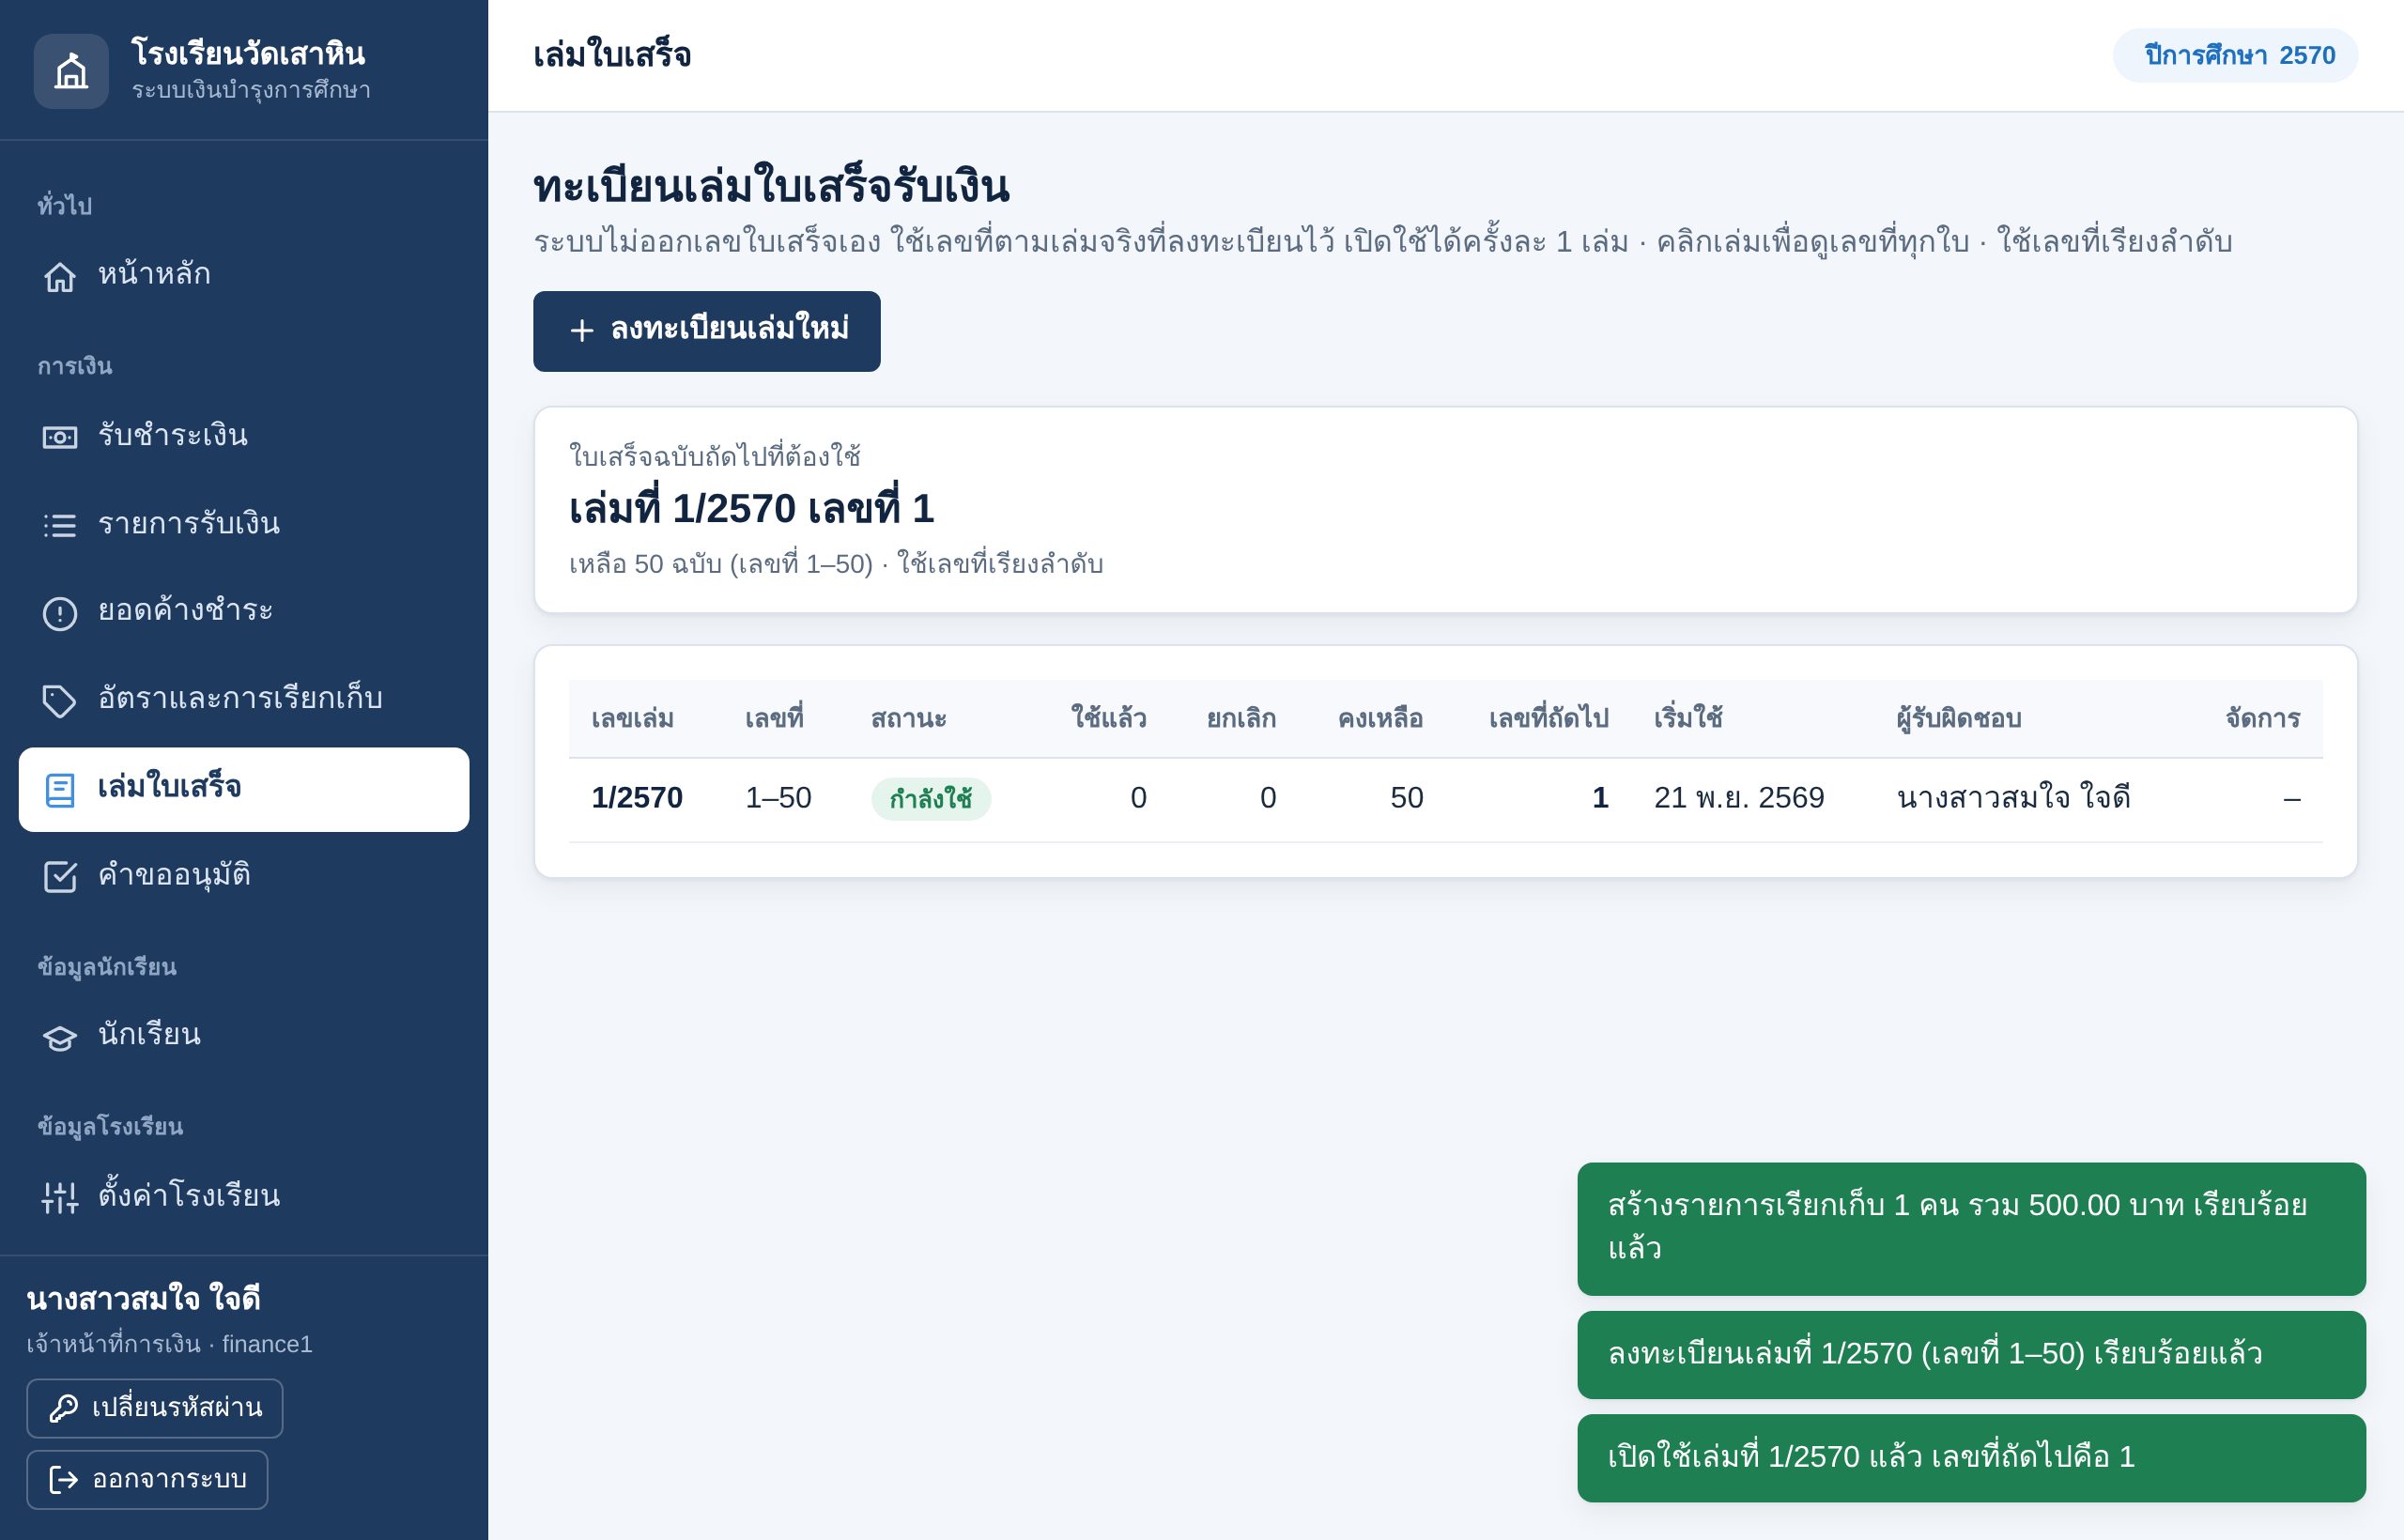 โรงเรียนวัดเสาหิน
ระบบเงินบำรุงการศึกษา
ทั่วไป
หน้าหลัก
การเงิน
รับชำระเงิน
รายการรับเงิน
ยอดค้างชำระ
อัตราและการเรียกเก็บ
เล่มใบเสร็จ
คำขออนุมัติ
ข้อมูลนักเรียน
นักเรียน
ข้อมูลโรงเรียน
ตั้งค่าโรงเรียน
นางสาวสมใจ ใจดี
เจ้าหน้าที่การเงิน · finance1
เปลี่ยนรหัสผ่าน
ออกจากระบบ
เล่มใบเสร็จ
ปีการศึกษา 2570
ทะเบียนเล่มใบเสร็จรับเงิน
ระบบไม่ออกเลขใบเสร็จเอง ใช้เลขที่ตามเล่มจริงที่ลงทะเบียนไว้ เปิดใช้ได้ครั้งละ 1 เล่ม · คลิกเล่มเพื่อดูเลขที่ทุกใบ · ใช้เลขที่เรียงลำดับ
ลงทะเบียนเล่มใหม่
ใบเสร็จฉบับถัดไปที่ต้องใช้
เล่มที่ 1/2570 เลขที่ 1
เหลือ 50 ฉบับ (เลขที่ 1–50) · ใช้เลขที่เรียงลำดับ
เลขเล่ม เลขที่ สถานะ ใช้แล้ว ยกเลิก คงเหลือ เลขที่ถัดไป เริ่มใช้ ผู้รับผิดชอบ จัดการ
1/2570 1–50 กำลังใช้ 0 0 50 1 21 พ.ย. 2569 นางสาวสมใจ ใจดี –
สร้างรายการเรียกเก็บ 1 คน รวม 500.00 บาท เรียบร้อย
แล้ว
ลงทะเบียนเล่มที่ 1/2570 (เลขที่ 1–50) เรียบร้อยแล้ว
เปิดใช้เล่มที่ 1/2570 แล้ว เลขที่ถัดไปคือ 1